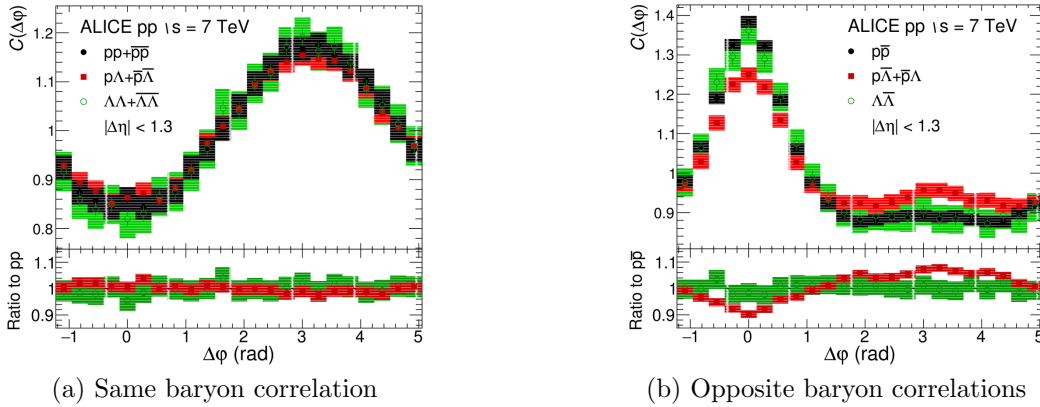 ALICE pp \s = 7 TeV
pp+p̅p̅
pΛ+p̅Λ̅
ΛΛ+Λ̅Λ̅
|Δη| < 1.3
C(Δφ)
1.2
1.1
1
0.9
0.8
Ratio to pp
1.1
1
0.9
−1 0 1 2 3 4 5
Δφ (rad)
(a) Same baryon correlation
ALICE pp \s = 7 TeV
pp̅
pΛ̅+p̅Λ
ΛΛ̅
|Δη| < 1.3
C(Δφ)
1.4
1.3
1.2
1.1
1
0.9
Ratio to pp̅
1.1
1
0.9
−1 0 1 2 3 4 5
Δφ (rad)
(b) Opposite baryon correlations